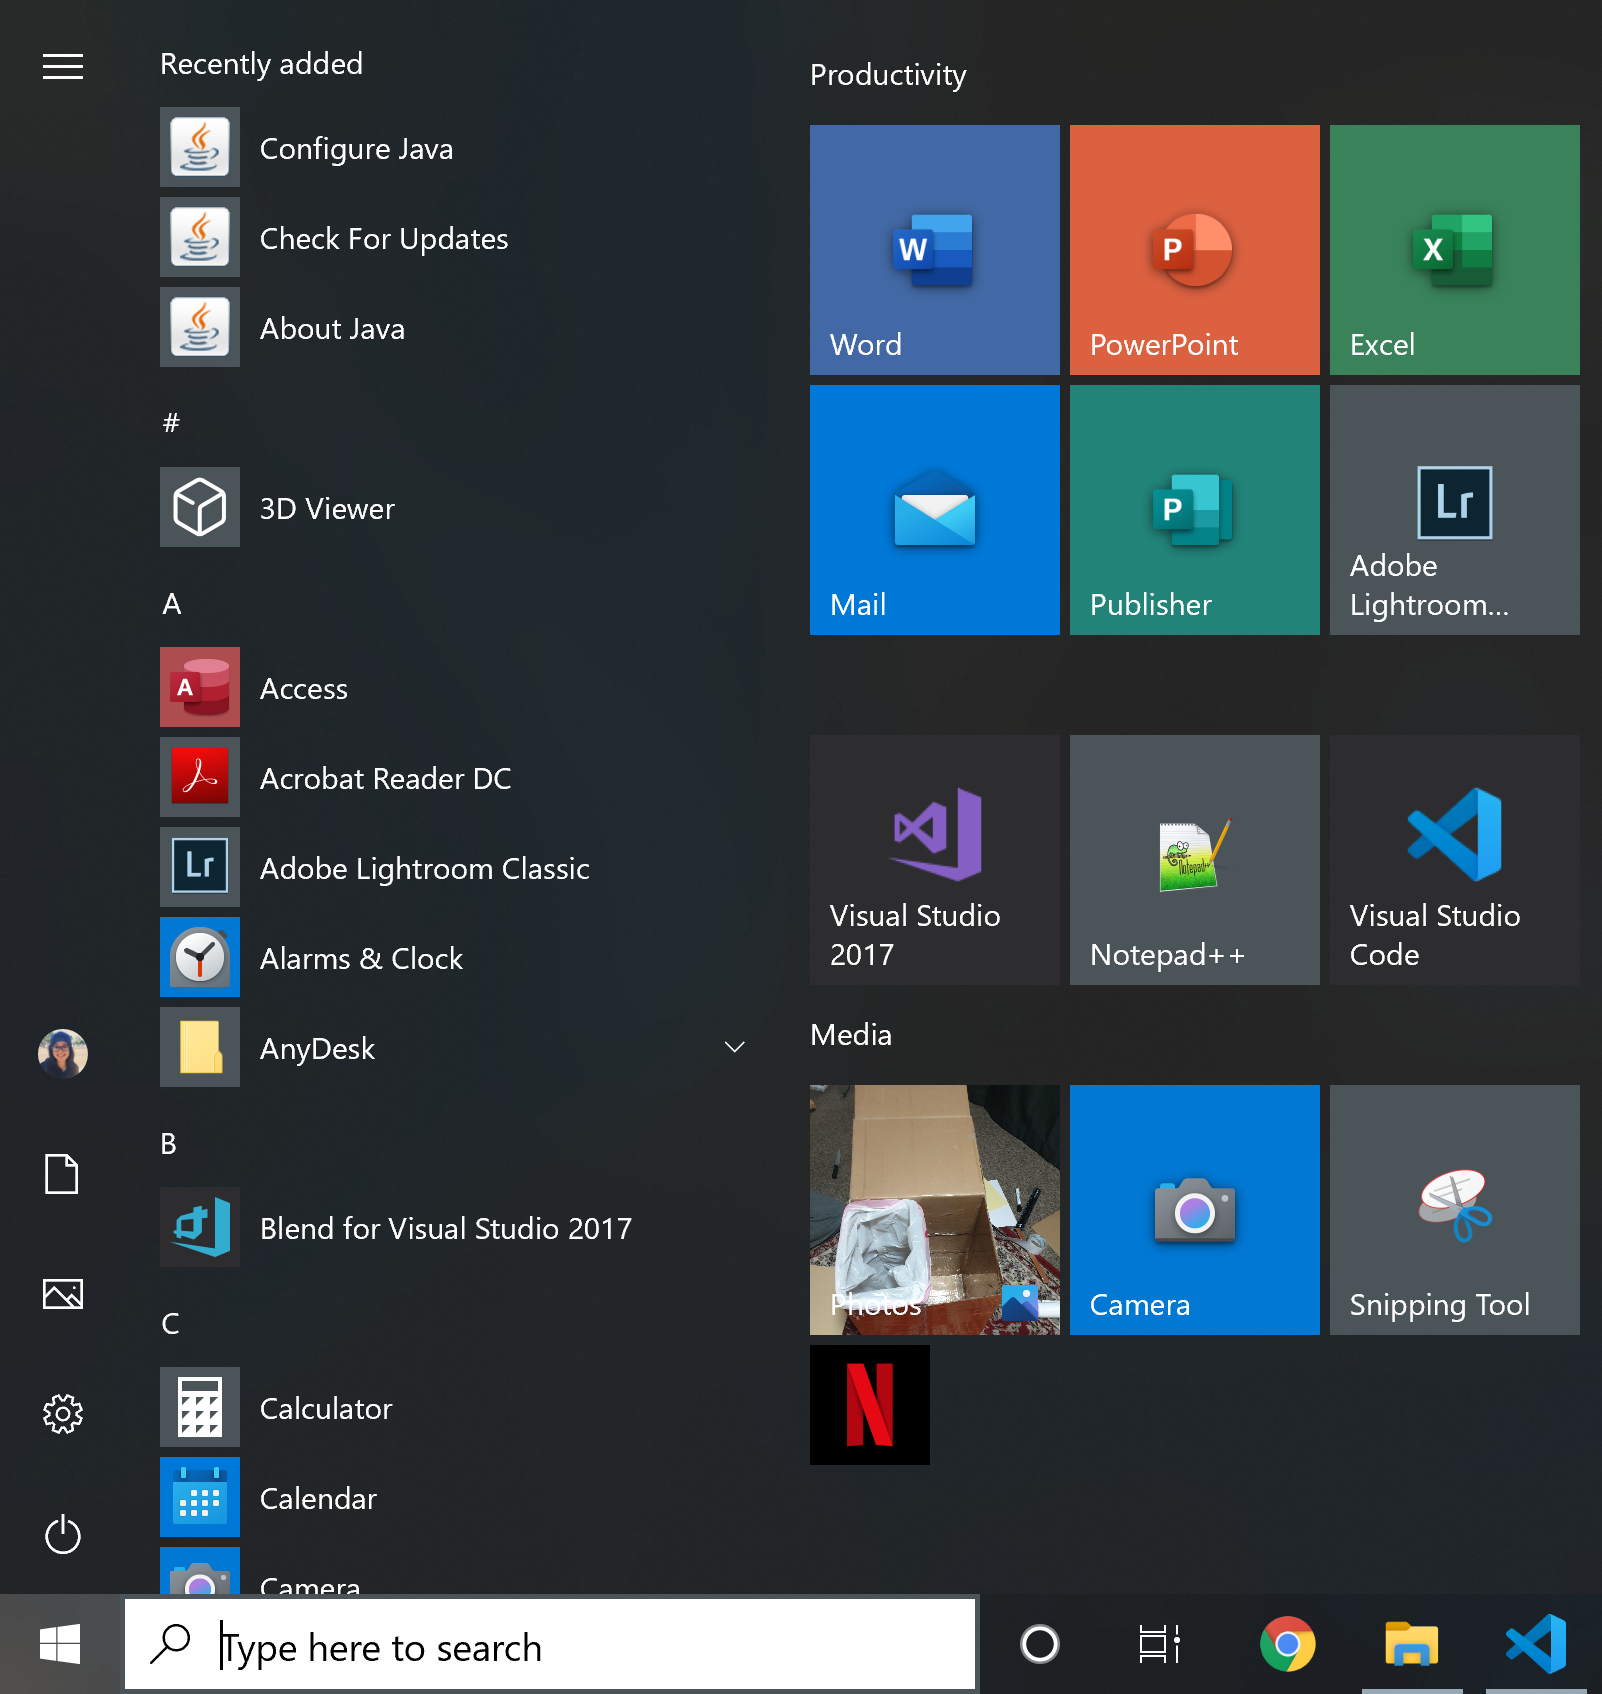 Recently added
Configure Java
Check For Updates
About Java
#
3D Viewer
A
A
Access
Acrobat Reader DC
Lr
Adobe Lightroom Classic
Alarms & Clock
AnyDesk
B
Blend for Visual Studio 2017
C
Calculator
Calendar
Camera
Productivity
W
Word
P
PowerPoint
X
Excel
Mail
P
Publisher
Lr
Adobe
Lightroom...
Visual Studio
2017
Notepad++
Notepad++
Visual Studio
Code
Media
Photos
Camera
Snipping Tool
N
Type here to search